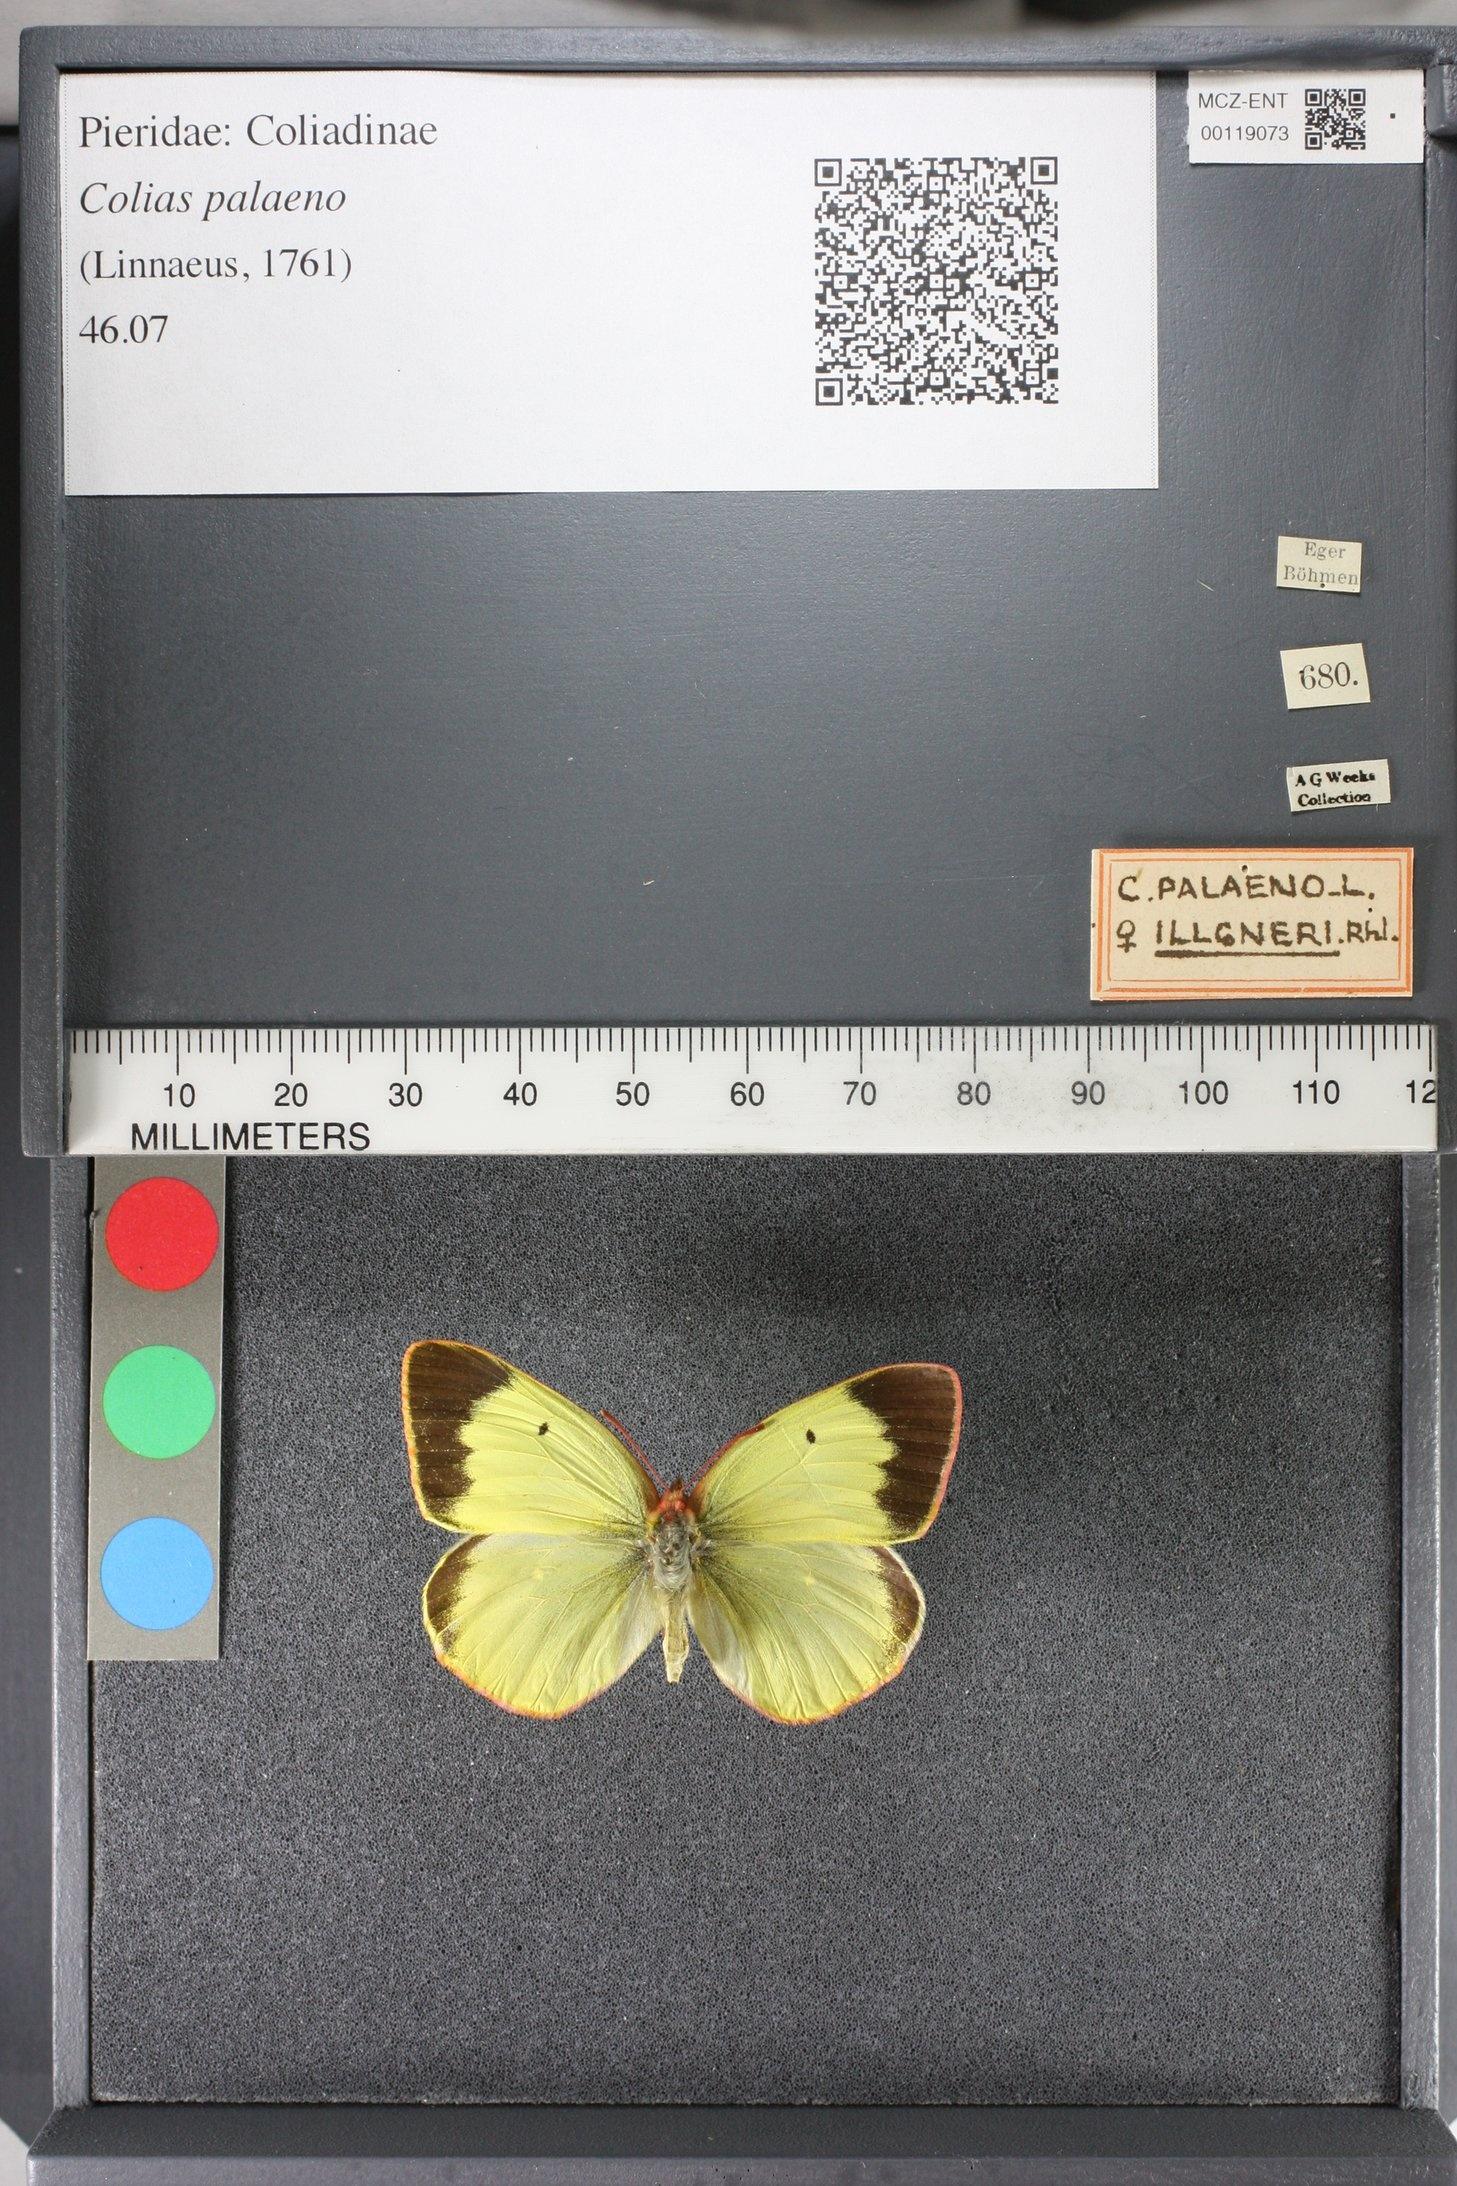 Pieridae: Coliadinae
Colias palaeno
(Linnaeus, 1761)
46.07
MCZ-ENT
00119073
Eger
Böhmen
680.
A G Weeks
Collection
C. PALAENO-L.
♀ ILLGNERI. Rhl.
10 20 30 40 50 60 70 80 90 100 110 12
MILLIMETERS